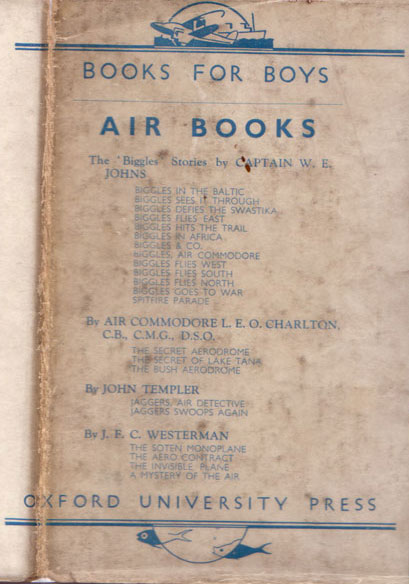 BOOKS FOR BOYS
AIR BOOKS
The "Biggles" Stories by CAPTAIN W. E.
JOHNS
BIGGLES IN THE BALTIC
BIGGLES SEES IT THROUGH
BIGGLES DEFIES THE SWASTIKA
BIGGLES FLIES EAST
BIGGLES HITS THE TRAIL
BIGGLES IN AFRICA
BIGGLES & CO.
BIGGLES, AIR COMMODORE
BIGGLES FLIES WEST
BIGGLES FLIES SOUTH
BIGGLES FLIES NORTH
BIGGLES GOES TO WAR
SPITFIRE PARADE
By AIR COMMODORE L. E. O. CHARLTON,
C.B., C.M.G., D.S.O.
THE SECRET AERODROME
THE SECRET OF LAKE TANA
THE BUSH AERODROME
By JOHN TEMPLER
JAGGERS, AIR DETECTIVE
JAGGERS SWOOPS AGAIN
By J. F. C. WESTERMAN
THE SOTEN MONOPLANE
THE AERO CONTRACT
THE INVISIBLE PLANE
A MYSTERY OF THE AIR
OXFORD UNIVERSITY PRESS